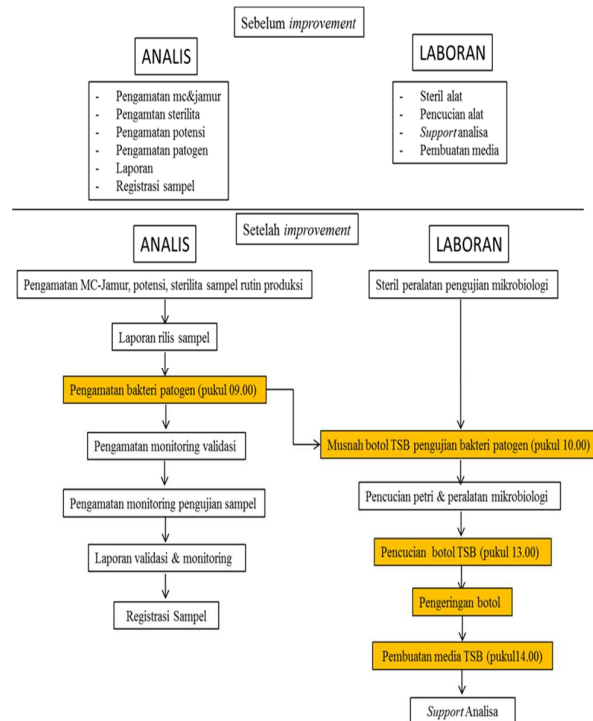 Sebelum improvement
ANALIS
- Pengamatan mc&jamur
- Pengamtan sterilita
- Pengamatan potensi
- Pengamatan patogen
- Laporan
- Registrasi sampel
LABORAN
- Steril alat
- Pencucian alat
- Support analisa
- Pembuatan media
Setelah improvement
ANALIS
Pengamatan MC-Jamur, potensi, sterilita sampel rutin produksi
Laporan rilis sampel
Pengamatan bakteri patogen (pukul 09.00)
Pengamatan monitoring validasi
Pengamatan monitoring pengujian sampel
Laporan validasi & monitoring
Registrasi Sampel
LABORAN
Steril peralatan pengujian mikrobiologi
Musnah botol TSB pengujian bakteri patogen (pukul 10.00)
Pencucian petri & peralatan mikrobiologi
Pencucian botol TSB (pukul 13.00)
Pengeringan botol
Pembuatan media TSB (pukul14.00)
Support Analisa